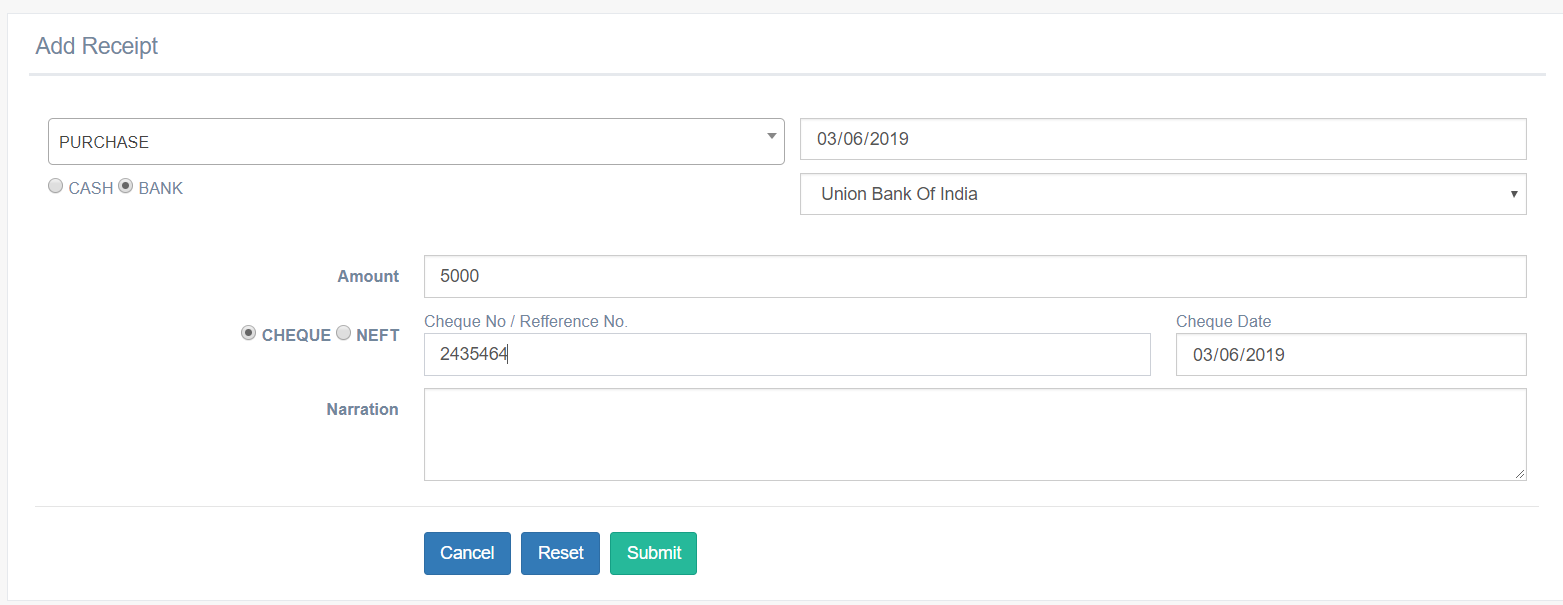 Add Receipt
PURCHASE
03/06/2019
CASH BANK
Union Bank Of India
Amount
5000
CHEQUE NEFT
Cheque No / Refference No.
Cheque Date
2435464
03/06/2019
Narration
Cancel Reset Submit